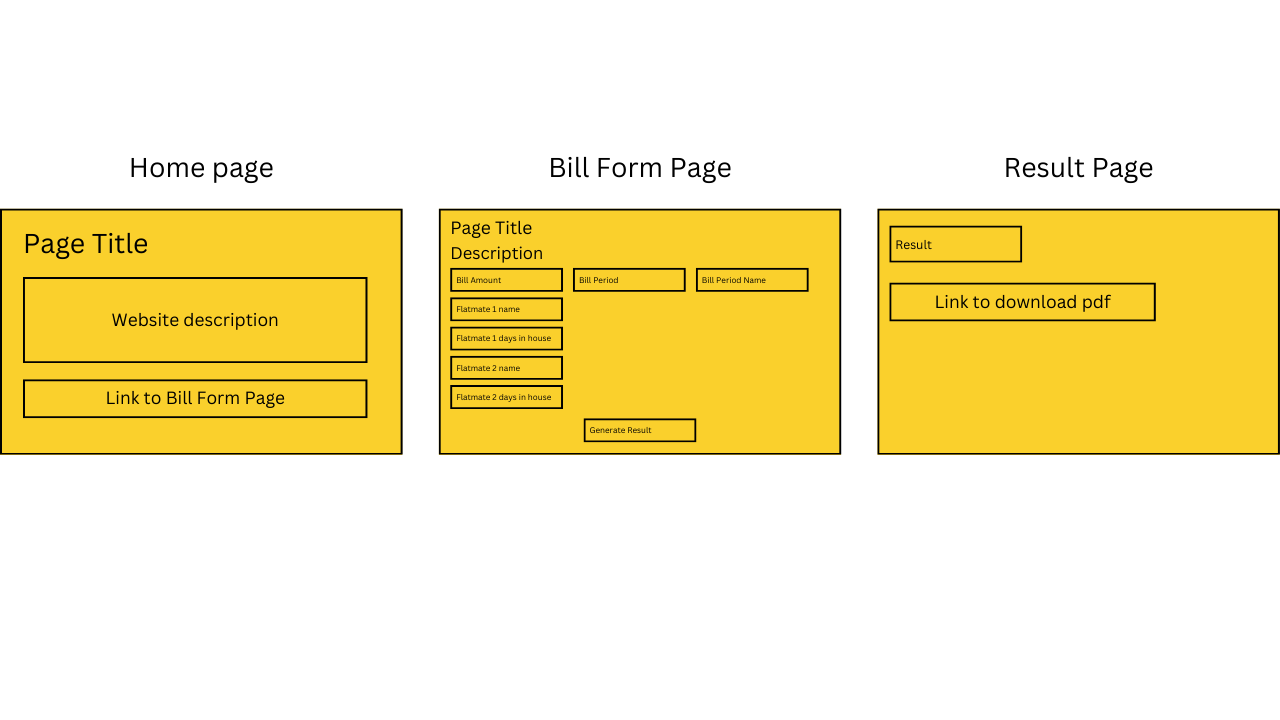 Home page
Page Title
Website description
Link to Bill Form Page
Bill Form Page
Page Title
Description
Bill Amount
Bill Period
Bill Period Name
Flatmate 1 name
Flatmate 1 days in house
Flatmate 2 name
Flatmate 2 days in house
Generate Result
Result Page
Result
Link to download pdf